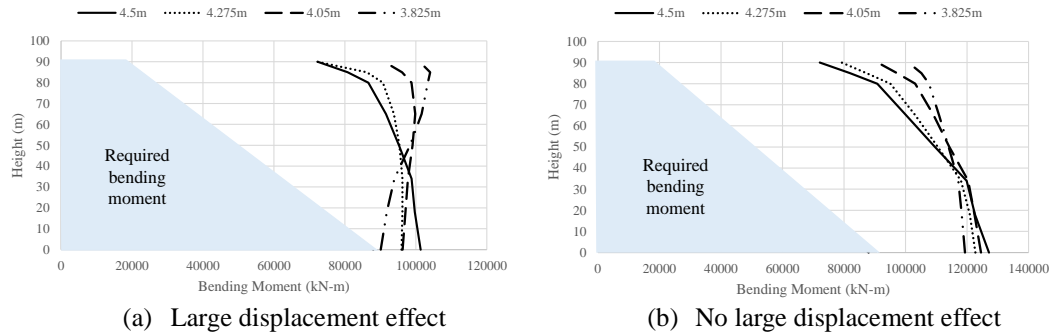 4.5m 4.275m 4.05m 3.825m
100
90
80
70
60
50
40
30
20
10
0
Height (m)
Required
bending
moment
0 20000 40000 60000 80000 100000 120000
Bending Moment (kN-m)
(a) Large displacement effect
4.5m 4.275m 4.05m 3.825m
100
90
80
70
60
50
40
30
20
10
0
Height (m)
Required
bending
moment
0 20000 40000 60000 80000 100000 120000 140000
Bending Moment (kN-m)
(b) No large displacement effect